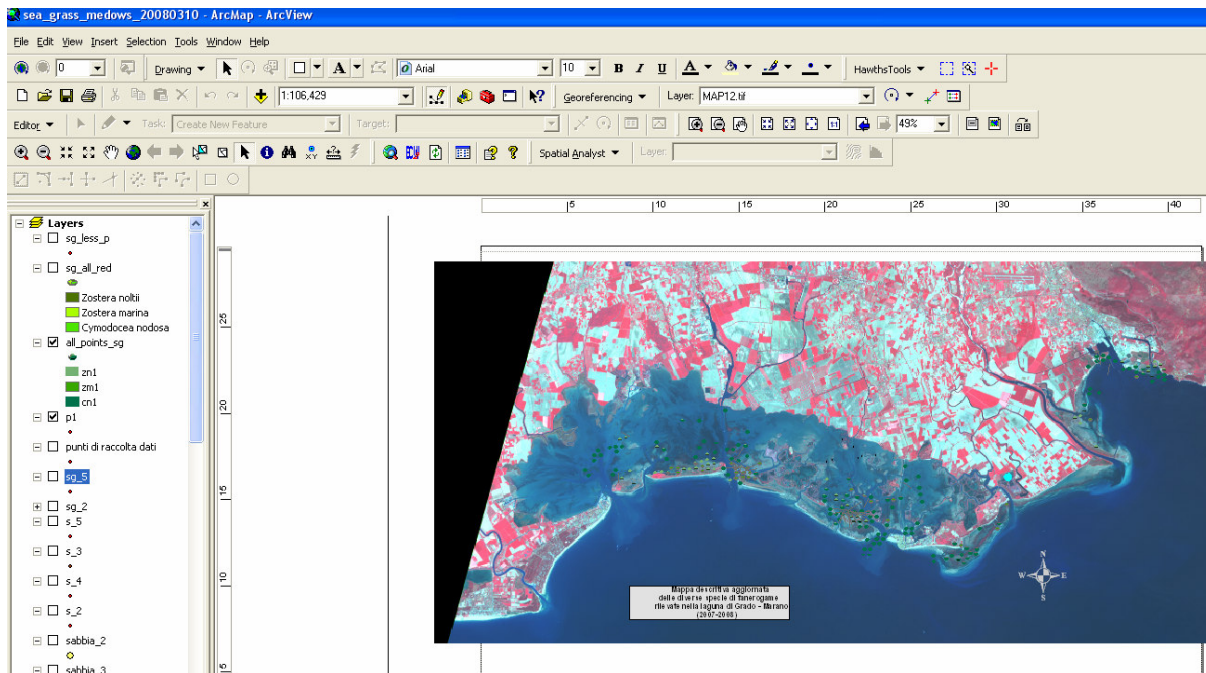 sea_grass_medows_20080310 - ArcMap - ArcView
File Edit View Insert Selection Tools Window Help
0 Drawing A Arial 10 B I U A HawthsTools
1:106,429 Georeferencing Layer: MAP12.tif
Editor Task: Create New Feature Target: 1:1 49%
XY Spatial Analyst Layer:
5 10 15 20 25 30 35 40
Layers
sg_less_p
sg_all_red
Zostera noltii
Zostera marina
Cymodocea nodosa
all_points_sg
zn1
zm1
cn1
p1
punti di raccolta dati
sg_5
sg_2
s_5
s_3
s_4
s_2
sabbia_2
sabbia_3
25
20
15
10
5
N
W E
S
Mappa descrittiva aggiornata
delle diverse specie di fanerogame
rilevate nella laguna di Grado - Marano
(2007-2008)